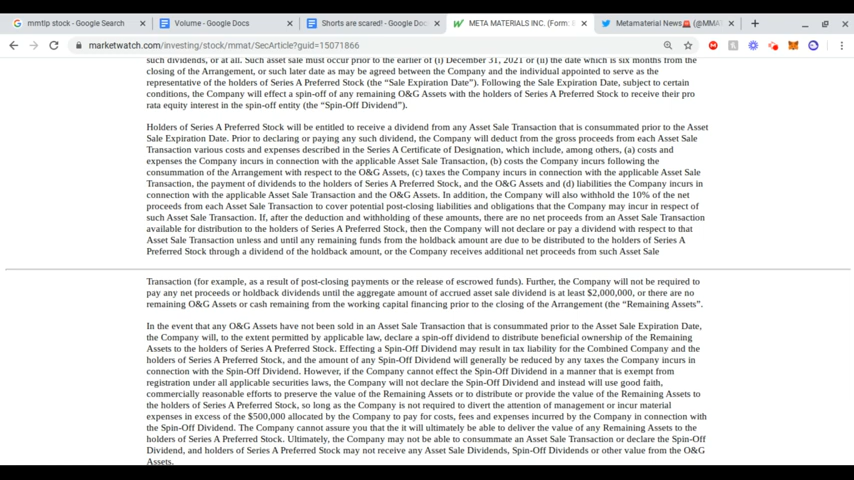 mmtlp stock - Google Search
Volume - Google Docs
Shorts are scared! - Google Doc
META MATERIALS INC. (Form:
Metamaterial News🚨 (@MMA
marketwatch.com/investing/stock/mmat/SecArticle?guid=15071866
such dividends, or at all. Such asset sale must occur prior to the earlier of (i) December 31, 2021 or (ii) the date which is six months from the
closing of the Arrangement, or such later date as may be agreed between the Company and the individual appointed to serve as the
representative of the holders of Series A Preferred Stock (the “Sale Expiration Date”). Following the Sale Expiration Date, subject to certain
conditions, the Company will effect a spin-off of any remaining O&G Assets with the holders of Series A Preferred Stock to receive their pro
rata equity interest in the spin-off entity (the “Spin-Off Dividend”).
Holders of Series A Preferred Stock will be entitled to receive a dividend from any Asset Sale Transaction that is consummated prior to the Asset
Sale Expiration Date. Prior to declaring or paying any such dividend, the Company will deduct from the gross proceeds from each Asset Sale
Transaction various costs and expenses described in the Series A Certificate of Designation, which include, among others, (a) costs and
expenses the Company incurs in connection with the applicable Asset Sale Transaction, (b) costs the Company incurs following the
consummation of the Arrangement with respect to the O&G Assets, (c) taxes the Company incurs in connection with the applicable Asset Sale
Transaction, the payment of dividends to the holders of Series A Preferred Stock, and the O&G Assets and (d) liabilities the Company incurs in
connection with the applicable Asset Sale Transaction and the O&G Assets. In addition, the Company will also withhold the 10% of the net
proceeds from each Asset Sale Transaction to cover potential post-closing liabilities and obligations that the Company may incur in respect of
such Asset Sale Transaction. If, after the deduction and withholding of these amounts, there are no net proceeds from an Asset Sale Transaction
available for distribution to the holders of Series A Preferred Stock, then the Company will not declare or pay a dividend with respect to that
Asset Sale Transaction unless and until any remaining funds from the holdback amount are due to be distributed to the holders of Series A
Preferred Stock through a dividend of the holdback amount, or the Company receives additional net proceeds from such Asset Sale
Transaction (for example, as a result of post-closing payments or the release of escrowed funds). Further, the Company will not be required to
pay any net proceeds or holdback dividends until the aggregate amount of accrued asset sale dividend is at least $2,000,000, or there are no
remaining O&G Assets or cash remaining from the working capital financing prior to the closing of the Arrangement (the “Remaining Assets”.
In the event that any O&G Assets have not been sold in an Asset Sale Transaction that is consummated prior to the Asset Sale Expiration Date,
the Company will, to the extent permitted by applicable law, declare a spin-off dividend to distribute beneficial ownership of the Remaining
Assets to the holders of Series A Preferred Stock. Effecting a Spin-Off Dividend may result in tax liability for the Combined Company and the
holders of Series A Preferred Stock, and the amount of any Spin-Off Dividend will generally be reduced by any taxes the Company incurs in
connection with the Spin-Off Dividend. However, if the Company cannot effect the Spin-Off Dividend in a manner that is exempt from
registration under all applicable securities laws, the Company will not declare the Spin-Off Dividend and instead will use good faith,
commercially reasonable efforts to preserve the value of the Remaining Assets or to distribute or provide the value of the Remaining Assets to
the holders of Series A Preferred Stock, so long as the Company is not required to divert the attention of management or incur material
expenses in excess of the $500,000 allocated by the Company to pay for costs, fees and expenses incurred by the Company in connection with
the Spin-Off Dividend. The Company cannot assure you that the it will ultimately be able to deliver the value of any Remaining Assets to the
holders of Series A Preferred Stock. Ultimately, the Company may not be able to consummate an Asset Sale Transaction or declare the Spin-Off
Dividend, and holders of Series A Preferred Stock may not receive any Asset Sale Dividends, Spin-Off Dividends or other value from the O&G
Assets.